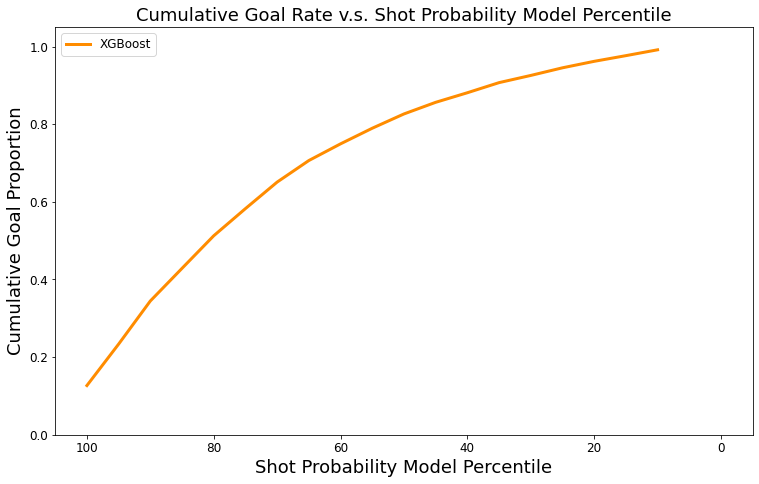 Cumulative Goal Rate v.s. Shot Probability Model Percentile
XGBoost
Cumulative Goal Proportion
1.0
0.8
0.6
0.4
0.2
0.0
100 80 60 40 20 0
Shot Probability Model Percentile